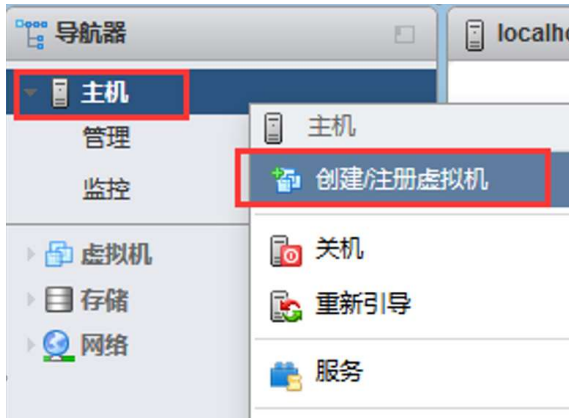 导航器
localho
主机
管理
监控
虚拟机
存储
网络
主机
创建/注册虚拟机
关机
重新引导
服务